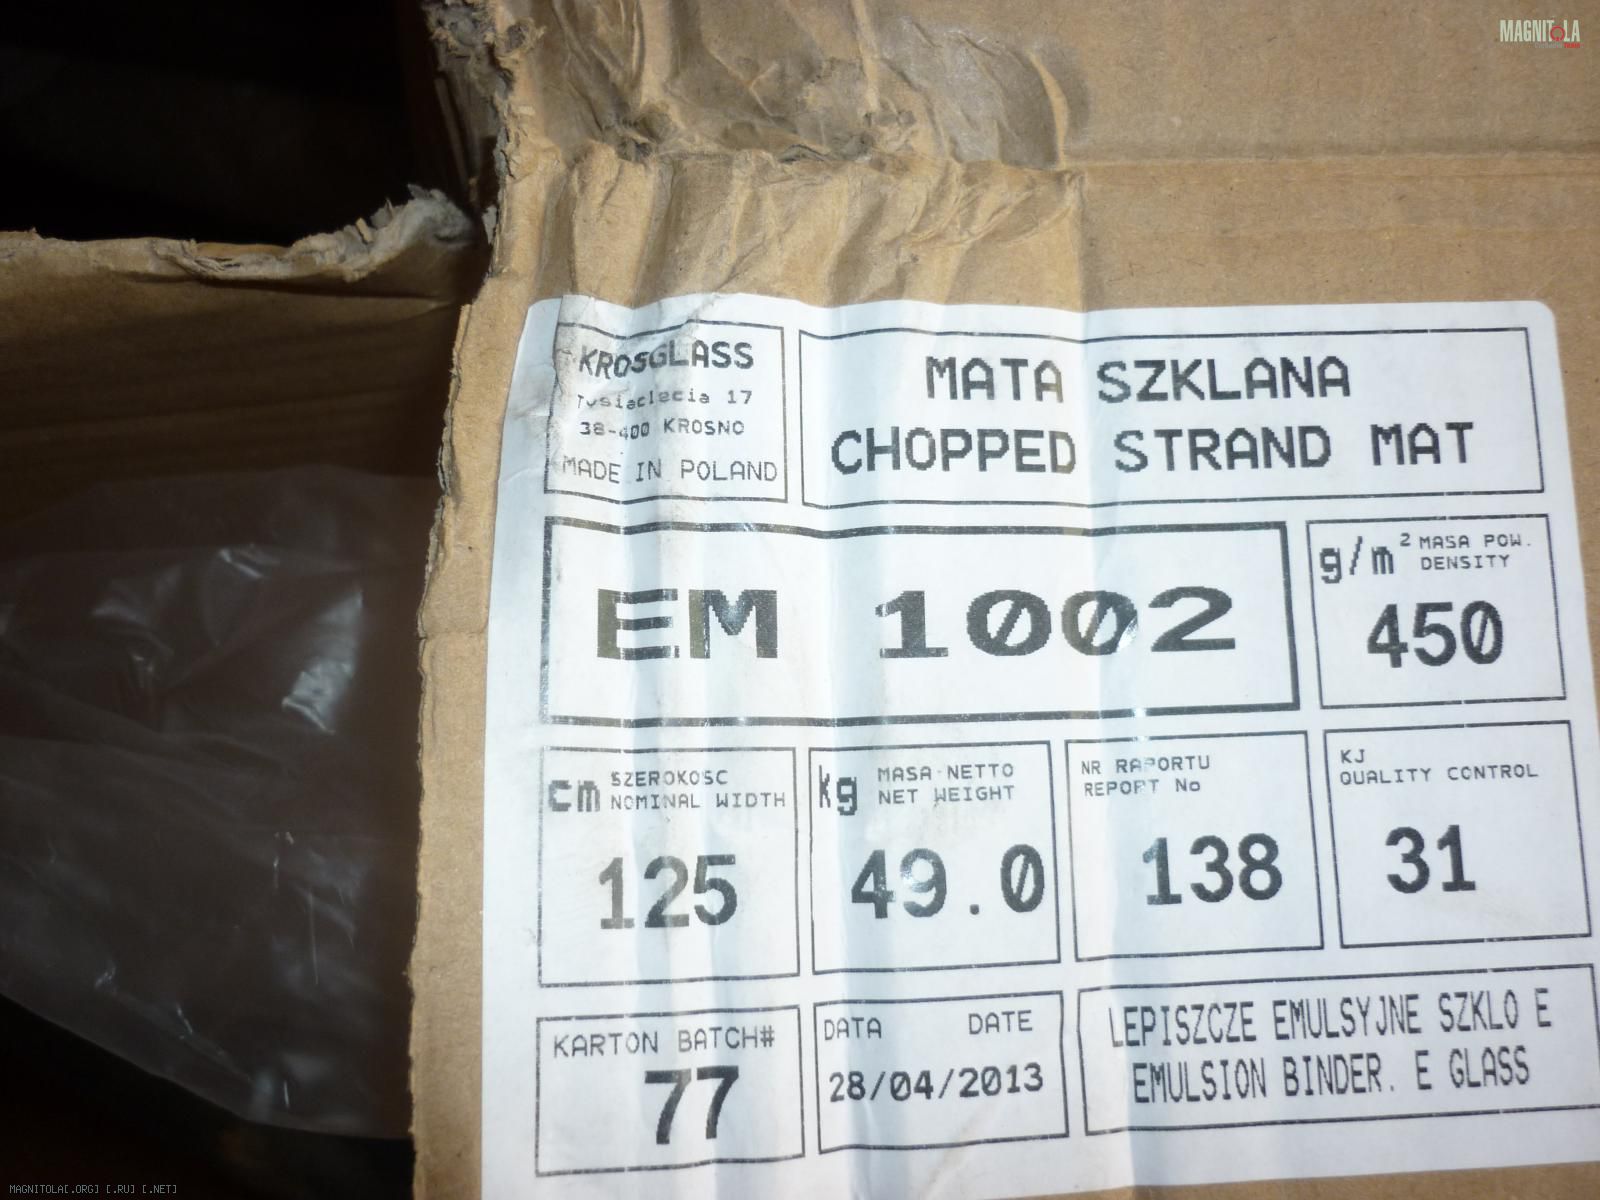 MAGNITOLA
KROSGLASS
Tysiaclecia 17
38-400 KROSNO
MADE IN POLAND
MATA SZKLANA
CHOPPED STRAND MAT
EM 1002
g/m² MASA POW.
DENSITY
450
cm SZEROKOSC
NOMINAL WIDTH
125
kg MASA NETTO
NET WEIGHT
49.0
NR RAPORTU
REPORT No
138
KJ
QUALITY CONTROL
31
KARTON BATCH#
77
DATA DATE
28/04/2013
LEPISZCZE EMULSYJNE SZKLO E
EMULSION BINDER. E GLASS
MAGNITOLA[.ORG] [.RU] [.NET]